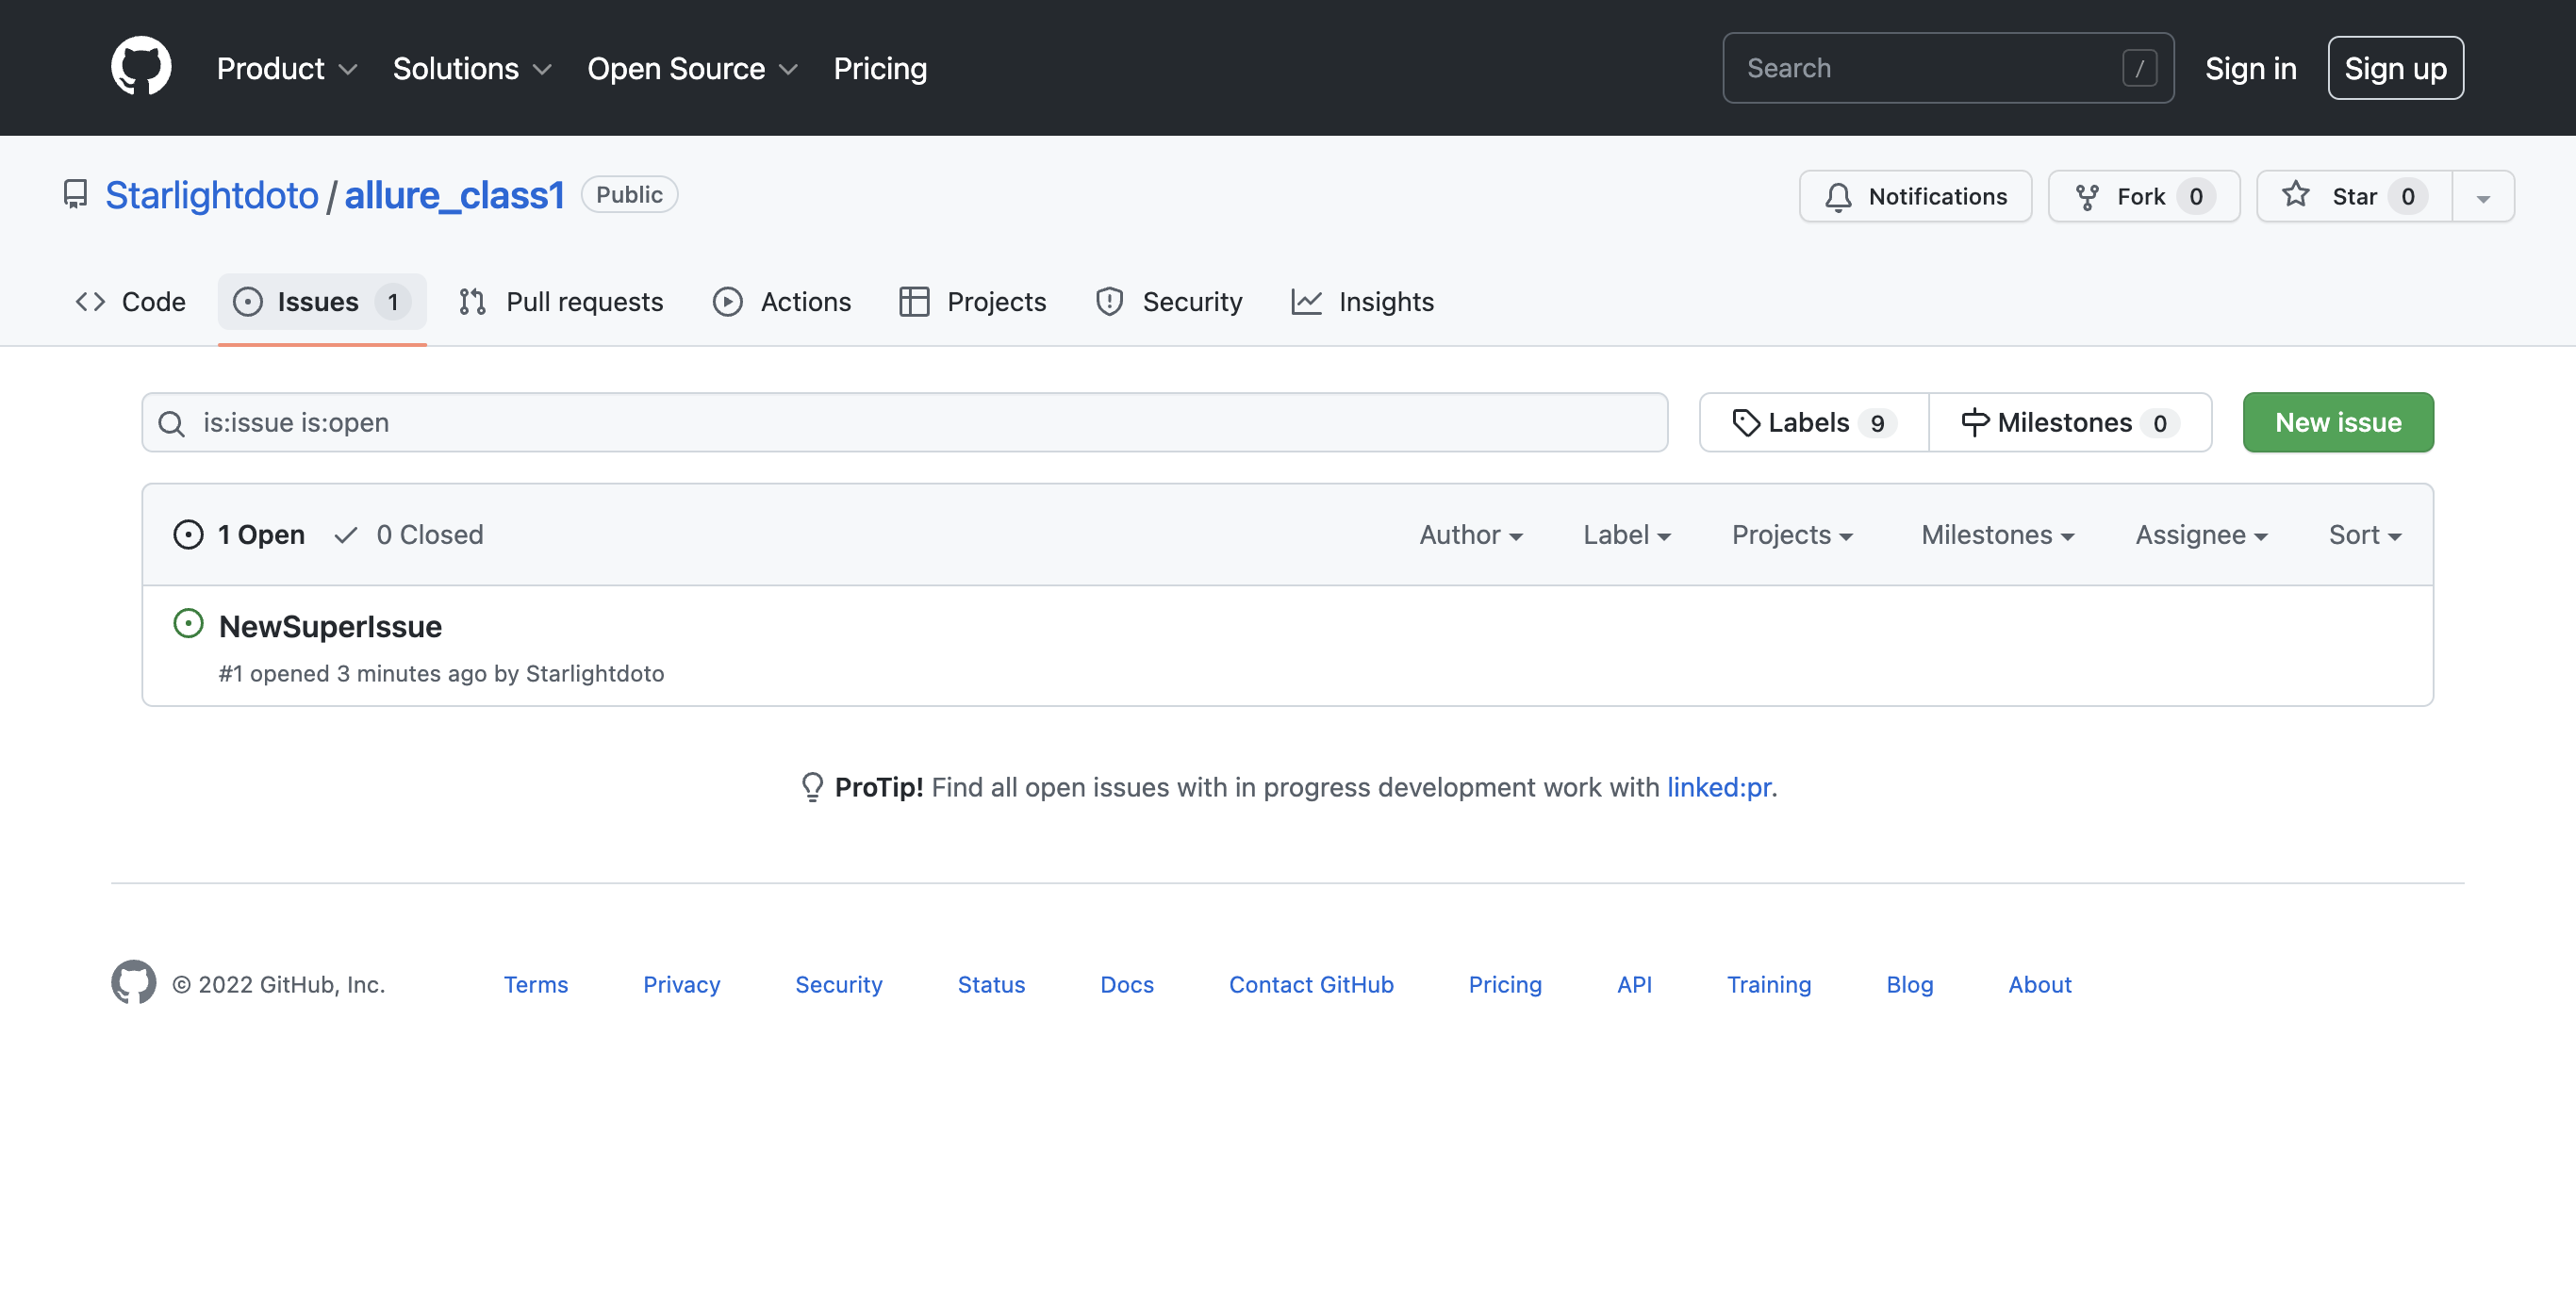 Product Solutions Open Source Pricing Search / Sign in Sign up
Starlightdoto / allure_class1 Public Notifications Fork 0 Star 0
Code Issues 1 Pull requests Actions Projects Security Insights
is:issue is:open Labels 9 Milestones 0 New issue
1 Open 0 Closed Author Label Projects Milestones Assignee Sort
NewSuperIssue
#1 opened 3 minutes ago by Starlightdoto
ProTip! Find all open issues with in progress development work with linked:pr.
© 2022 GitHub, Inc. Terms Privacy Security Status Docs Contact GitHub Pricing API Training Blog About